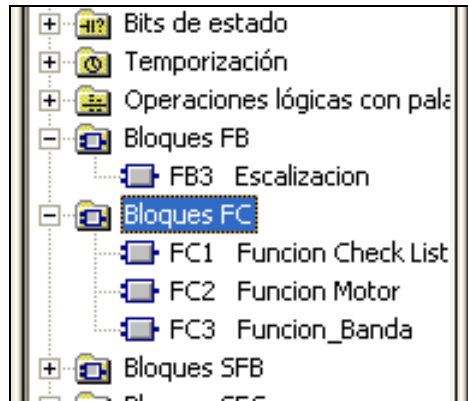 Bits de estado
Temporización
Operaciones lógicas con pala
Bloques FB
FB3 Escalizacion
Bloques FC
FC1 Funcion Check List
FC2 Funcion Motor
FC3 Funcion_Banda
Bloques SFB